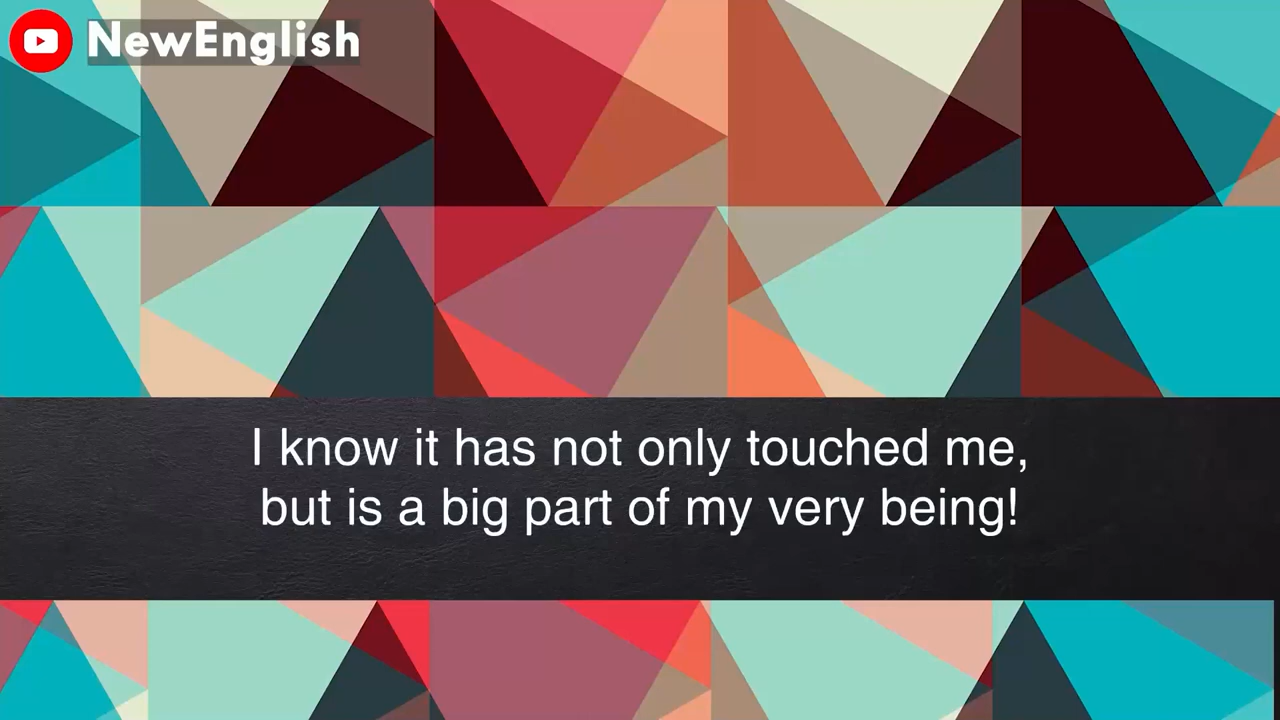 NewEnglish
I know it has not only touched me,
but is a big part of my very being!